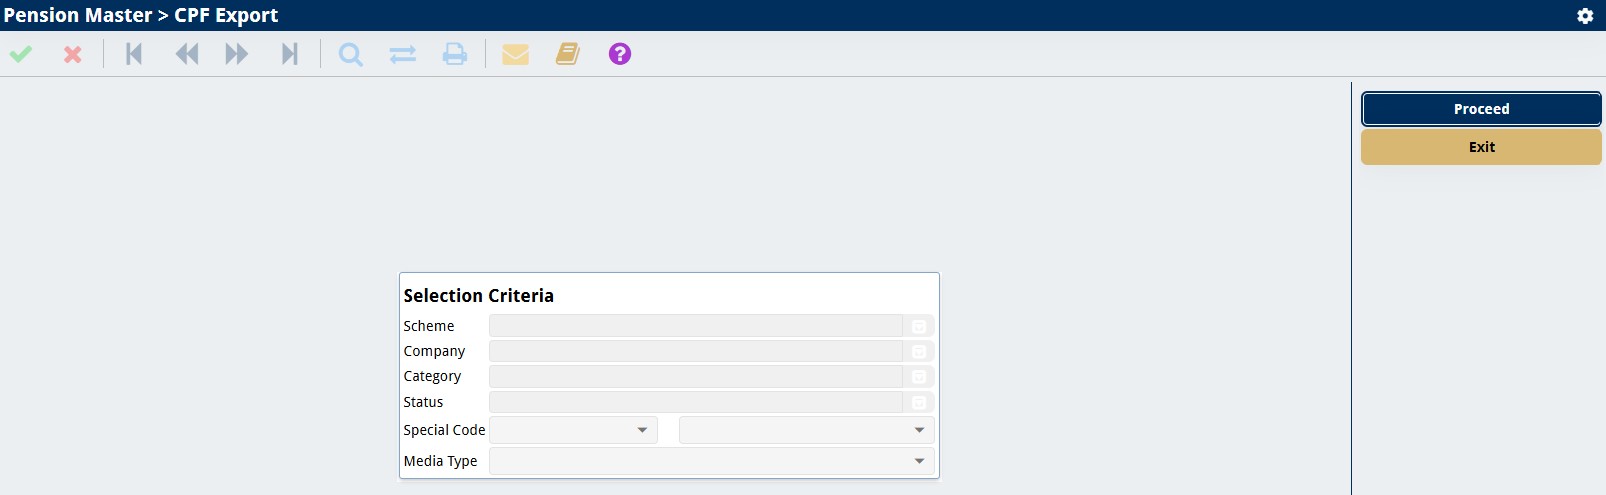 Pension Master > CPF Export
?
Proceed
Exit
Selection Criteria
Scheme
Company
Category
Status
Special Code
Media Type